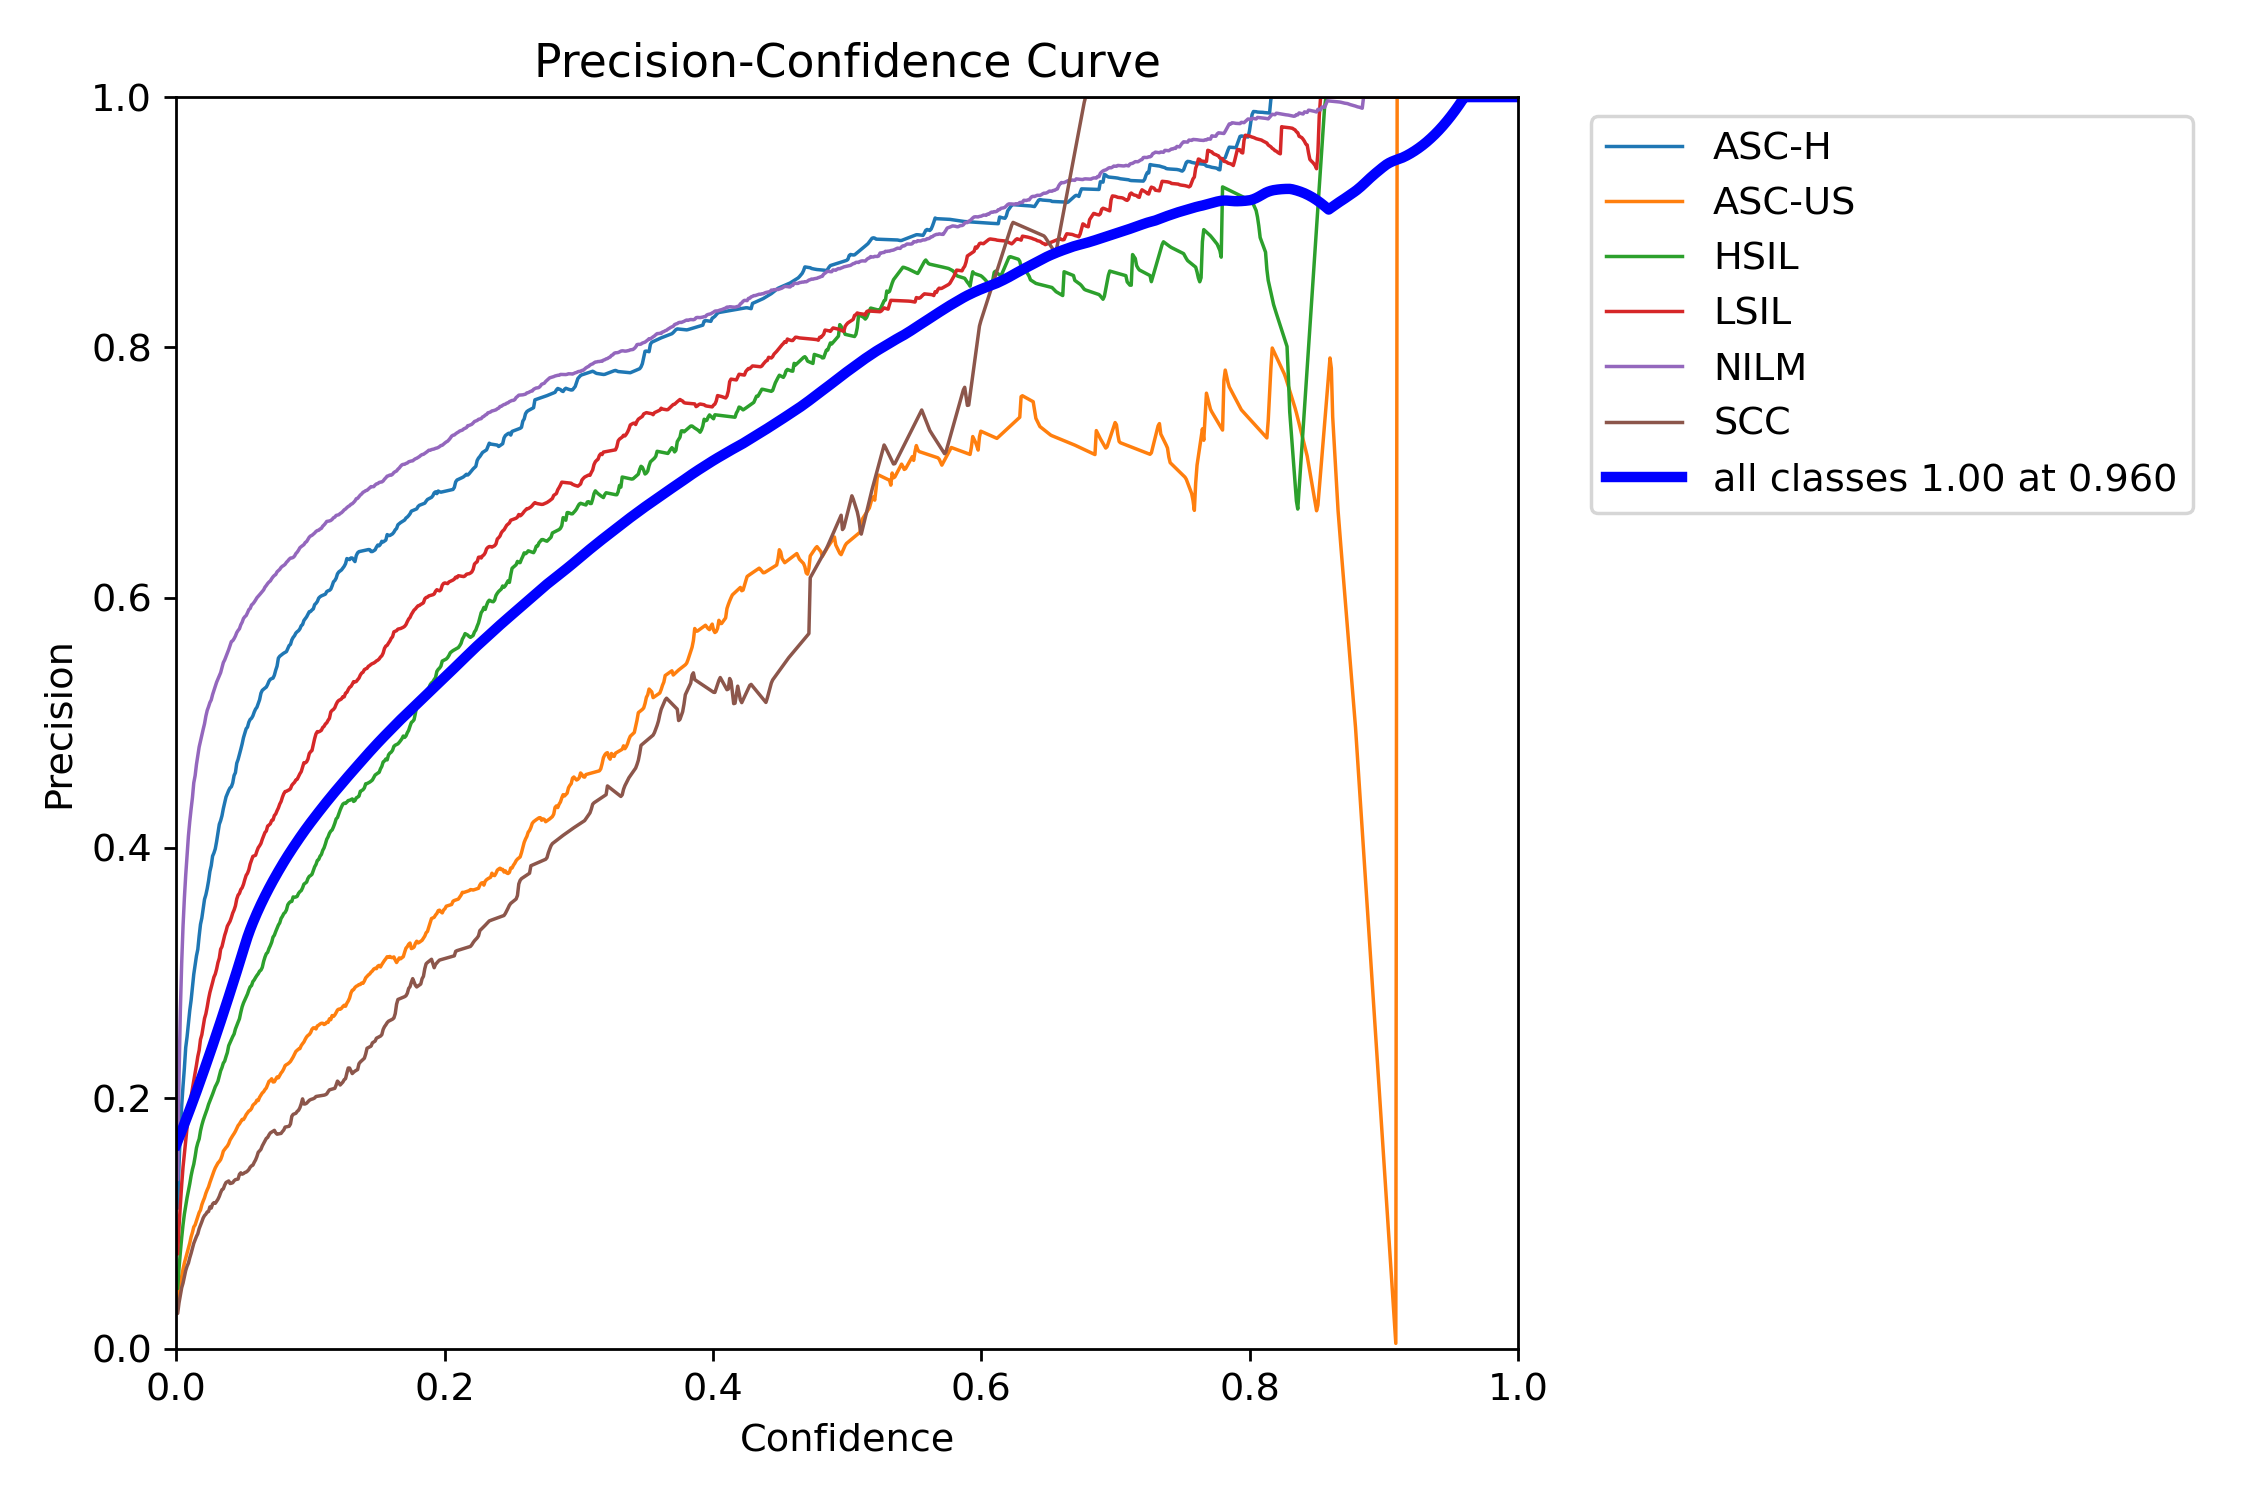 Precision-Confidence Curve
1.0
0.8
0.6
0.4
0.2
0.0
Precision
0.0 0.2 0.4 0.6 0.8 1.0
Confidence
ASC-H
ASC-US
HSIL
LSIL
NILM
SCC
all classes 1.00 at 0.960